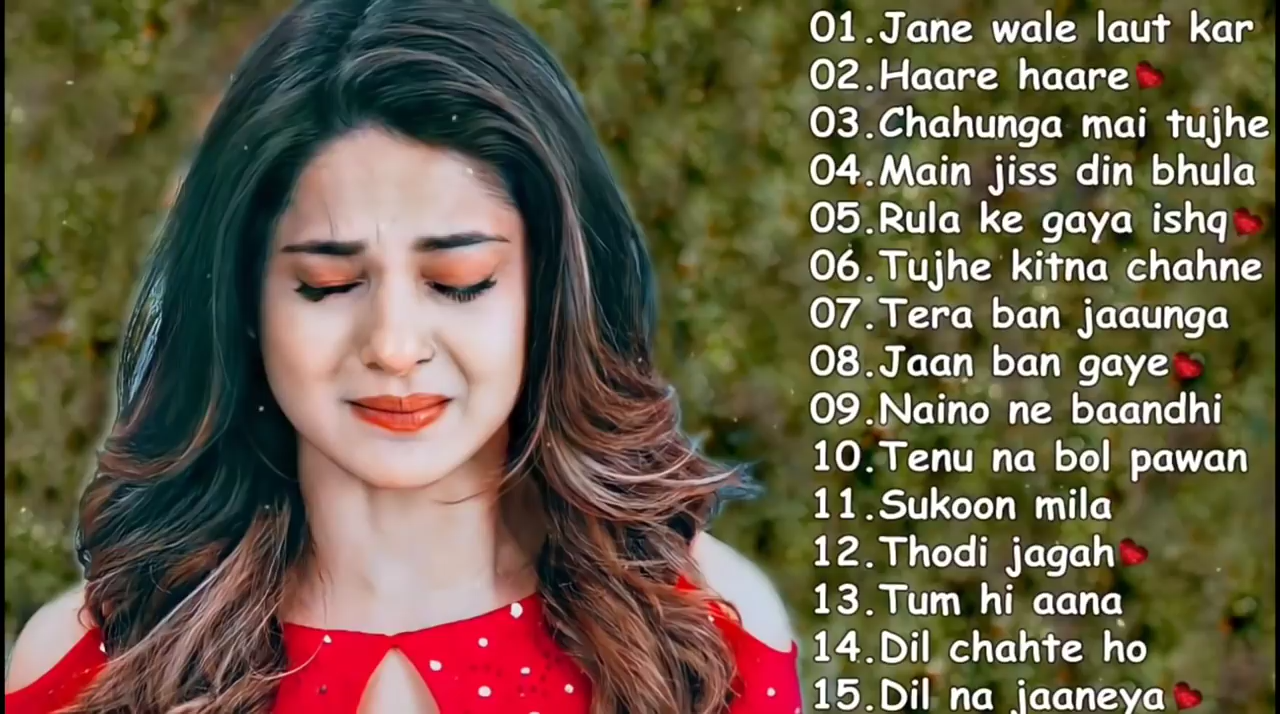 01.Jane wale laut kar
02.Haare haare
03.Chahunga mai tujhe
04.Main jiss din bhula
05.Rula ke gaya ishq
06.Tujhe kitna chahne
07.Tera ban jaaunga
08.Jaan ban gaye
09.Naino ne baandhi
10.Tenu na bol pawan
11.Sukoon mila
12.Thodi jagah
13.Tum hi aana
14.Dil chahte ho
15.Dil na jaaneya